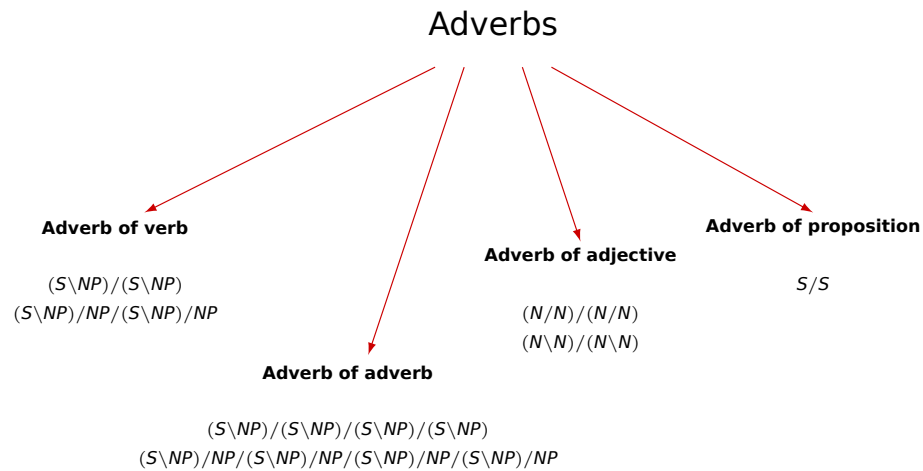 Adverbs
Adverb of verb
(S\NP)/(S\NP)
(S\NP)/NP/(S\NP)/NP
Adverb of adverb
(S\NP)/(S\NP)/(S\NP)/(S\NP)
(S\NP)/NP/(S\NP)/NP/(S\NP)/NP/(S\NP)/NP
Adverb of adjective
(N/N)/(N/N)
(N\N)/(N\N)
Adverb of proposition
S/S